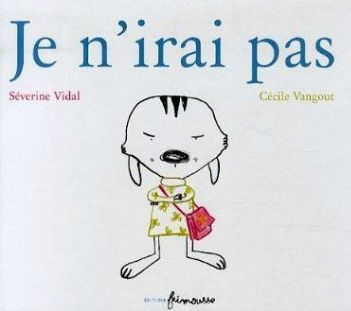 Je n'irai pas
Séverine Vidal
Cécile Vangout
ÉDITIONS frimousse